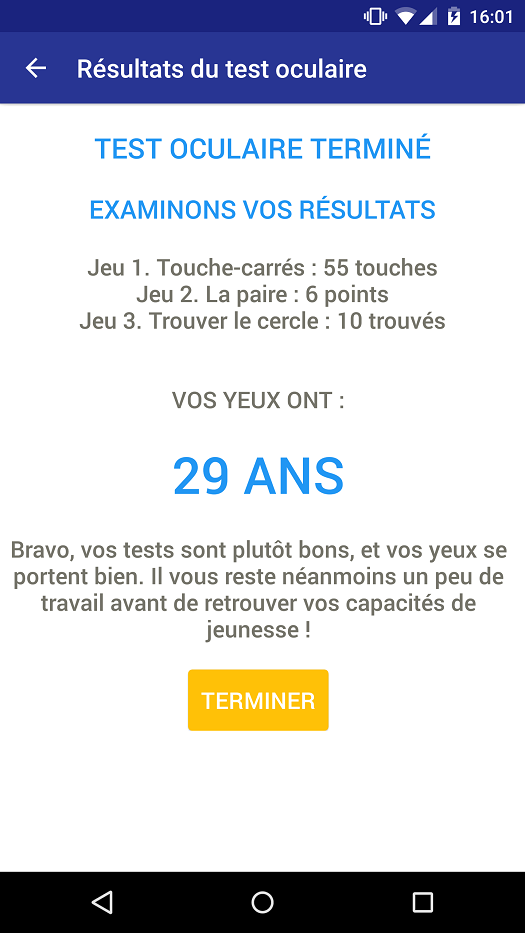 16:01
Résultats du test oculaire
TEST OCULAIRE TERMINÉ
EXAMINONS VOS RÉSULTATS
Jeu 1. Touche-carrés : 55 touches
Jeu 2. La paire : 6 points
Jeu 3. Trouver le cercle : 10 trouvés
VOS YEUX ONT :
29 ANS
Bravo, vos tests sont plutôt bons, et vos yeux se
portent bien. Il vous reste néanmoins un peu de
travail avant de retrouver vos capacités de
jeunesse !
TERMINER